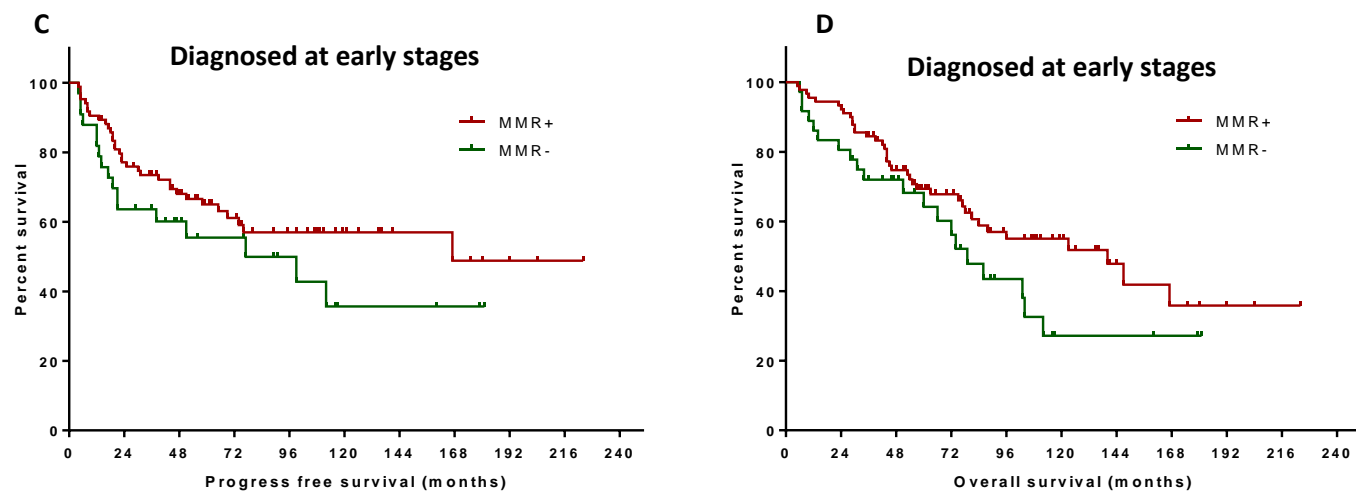 C
Diagnosed at early stages
MMR+
MMR-
Percent survival
100
80
60
40
20
0
0 24 48 72 96 120 144 168 192 216 240
Progress free survival (months)
D
Diagnosed at early stages
MMR+
MMR-
Percent survival
100
80
60
40
20
0
0 24 48 72 96 120 144 168 192 216 240
Overall survival (months)